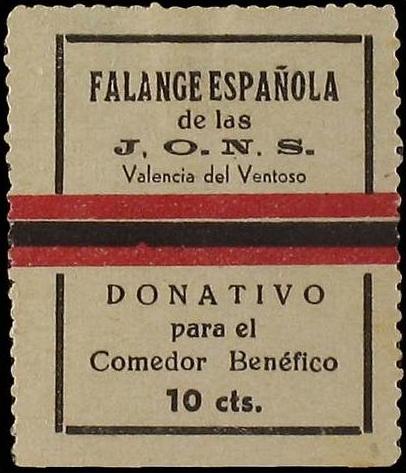 FALANGE ESPAÑOLA
de las
J. O. N. S.
Valencia del Ventoso
DONATIVO
para el
Comedor Benéfico
10 cts.